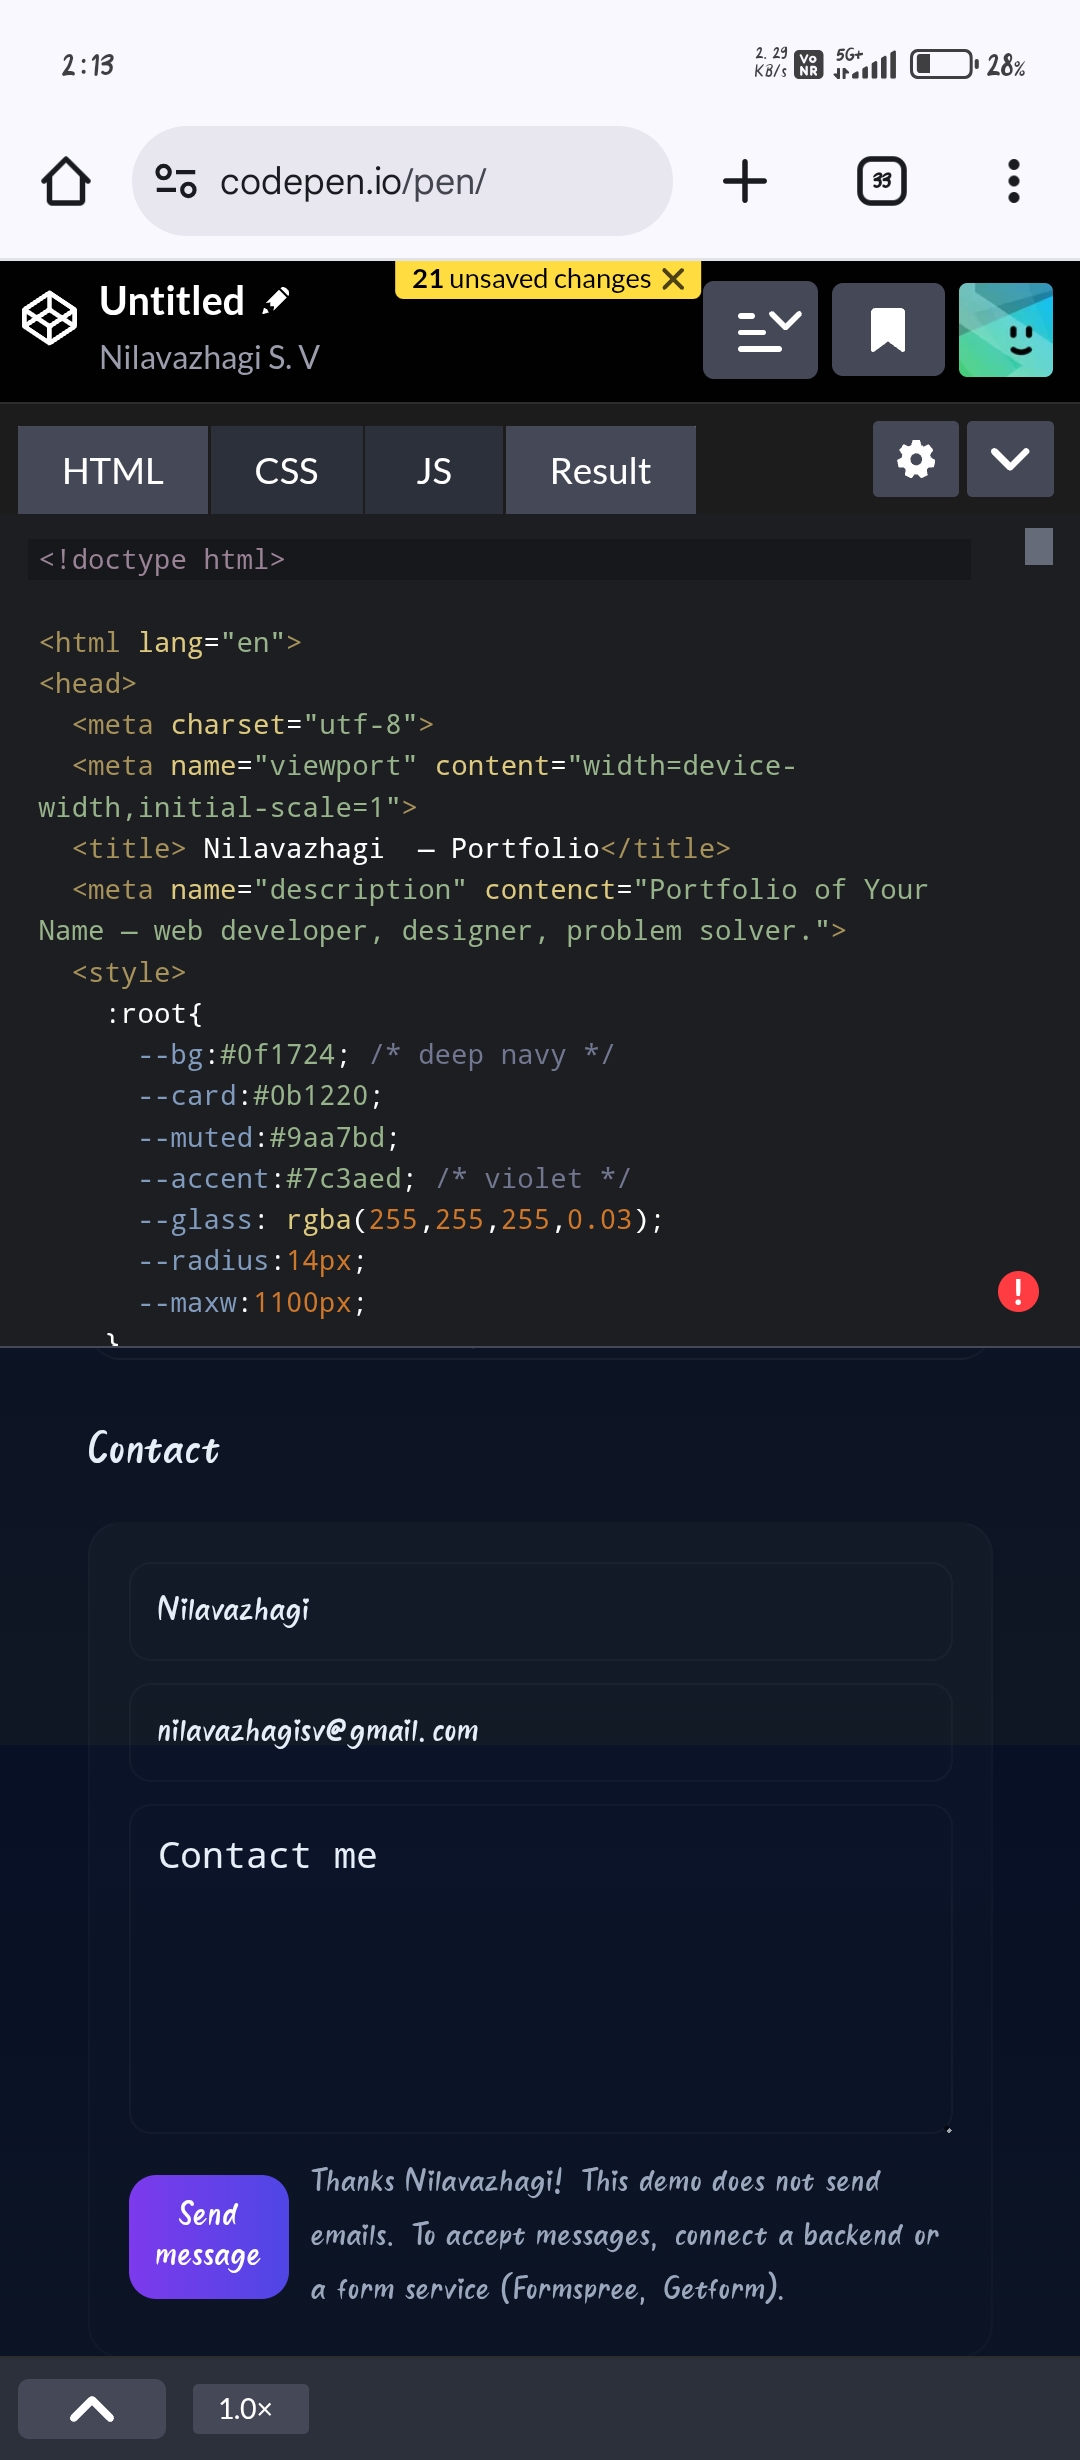 2:13
2.29 KB/s Vo NR 5G+ 28%
codepen.io/pen/
33
21 unsaved changes
Untitled
Nilavazhagi S. V
HTML CSS JS Result
<!doctype html>
<html lang="en">
<head>
<meta charset="utf-8">
<meta name="viewport" content="width=device-
width,initial-scale=1">
<title> Nilavazhagi  — Portfolio</title>
<meta name="description" contenct="Portfolio of Your
Name — web developer, designer, problem solver.">
<style>
:root{
--bg:#0f1724; /* deep navy */
--card:#0b1220;
--muted:#9aa7bd;
--accent:#7c3aed; /* violet */
--glass: rgba(255,255,255,0.03);
--radius:14px;
--maxw:1100px;
}
Contact
Nilavazhagi
nilavazhagisv@gmail.com
Contact me
Send
message
Thanks Nilavazhagi! This demo does not send
emails. To accept messages, connect a backend or
a form service (Formspree, Getform).
1.0×